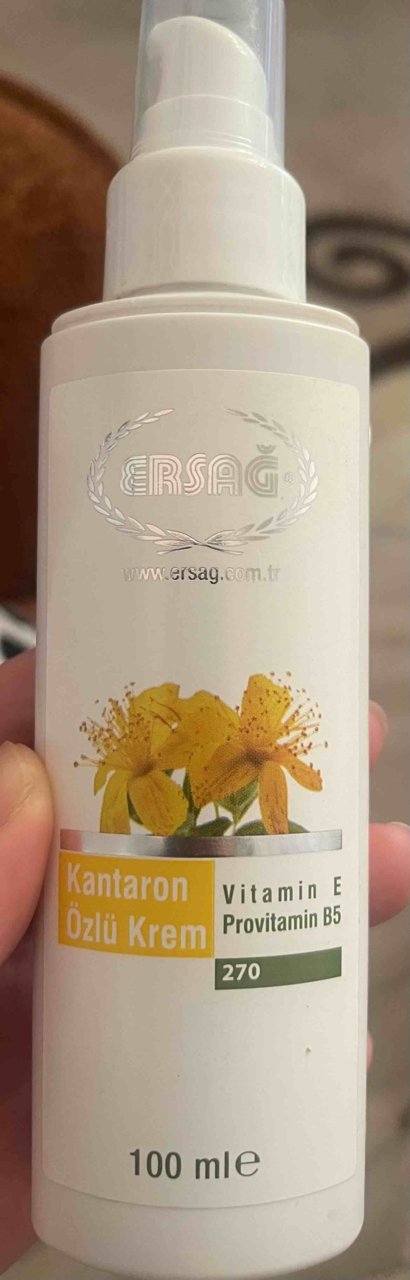 ERSAĞ
www.ersag.com.tr
Kantaron
Özlü Krem
Vitamin E
Provitamin B5
270
100 ml ℮